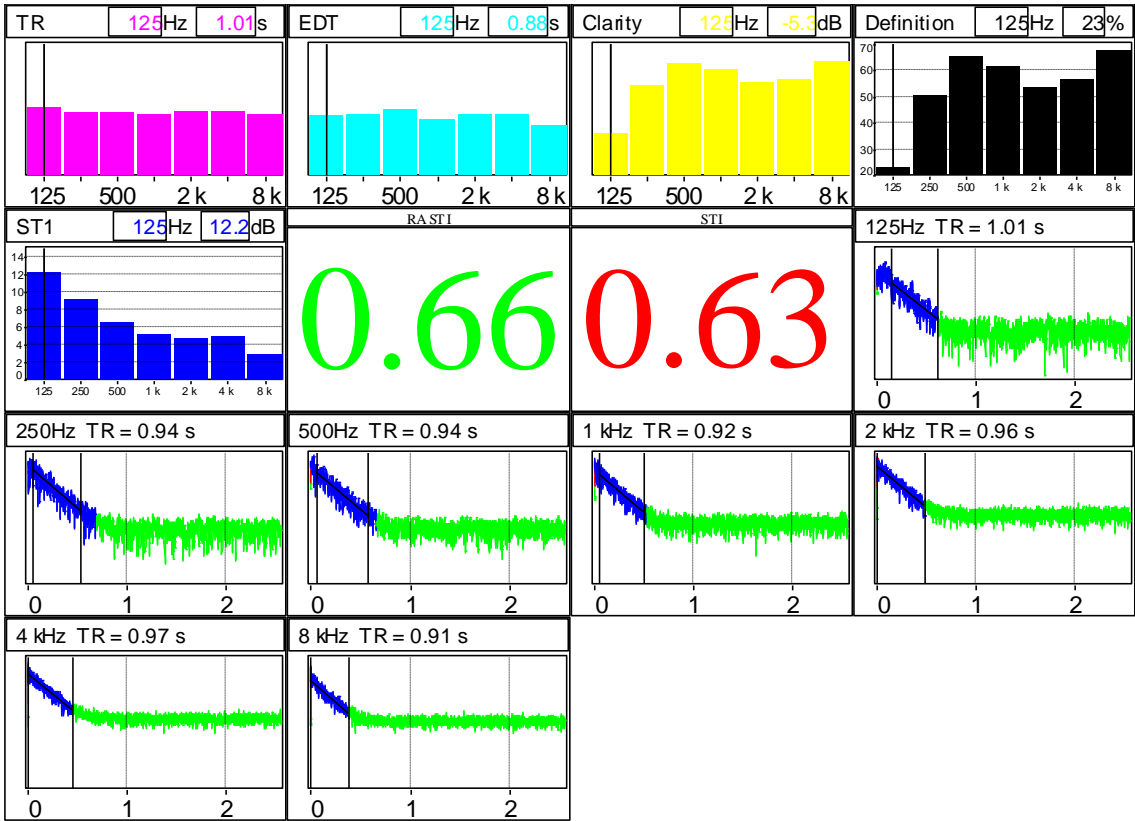 TR 125Hz 1.01s
EDT 125Hz 0.88s
Clarity 125Hz -5.3dB
Definition 125Hz 23%
125 500 2 k 8 k
125 500 2 k 8 k
125 500 2 k 8 k
70
60
50
40
30
20
125 250 500 1 k 2 k 4 k 8 k
ST1 125Hz 12.2dB
14
12
10
8
6
4
2
0
125 250 500 1 k 2 k 4 k 8 k
RASTI
0.66
STI
0.63
125Hz TR = 1.01 s
0 1 2
250Hz TR = 0.94 s
0 1 2
500Hz TR = 0.94 s
0 1 2
1 kHz TR = 0.92 s
0 1 2
2 kHz TR = 0.96 s
0 1 2
4 kHz TR = 0.97 s
0 1 2
8 kHz TR = 0.91 s
0 1 2